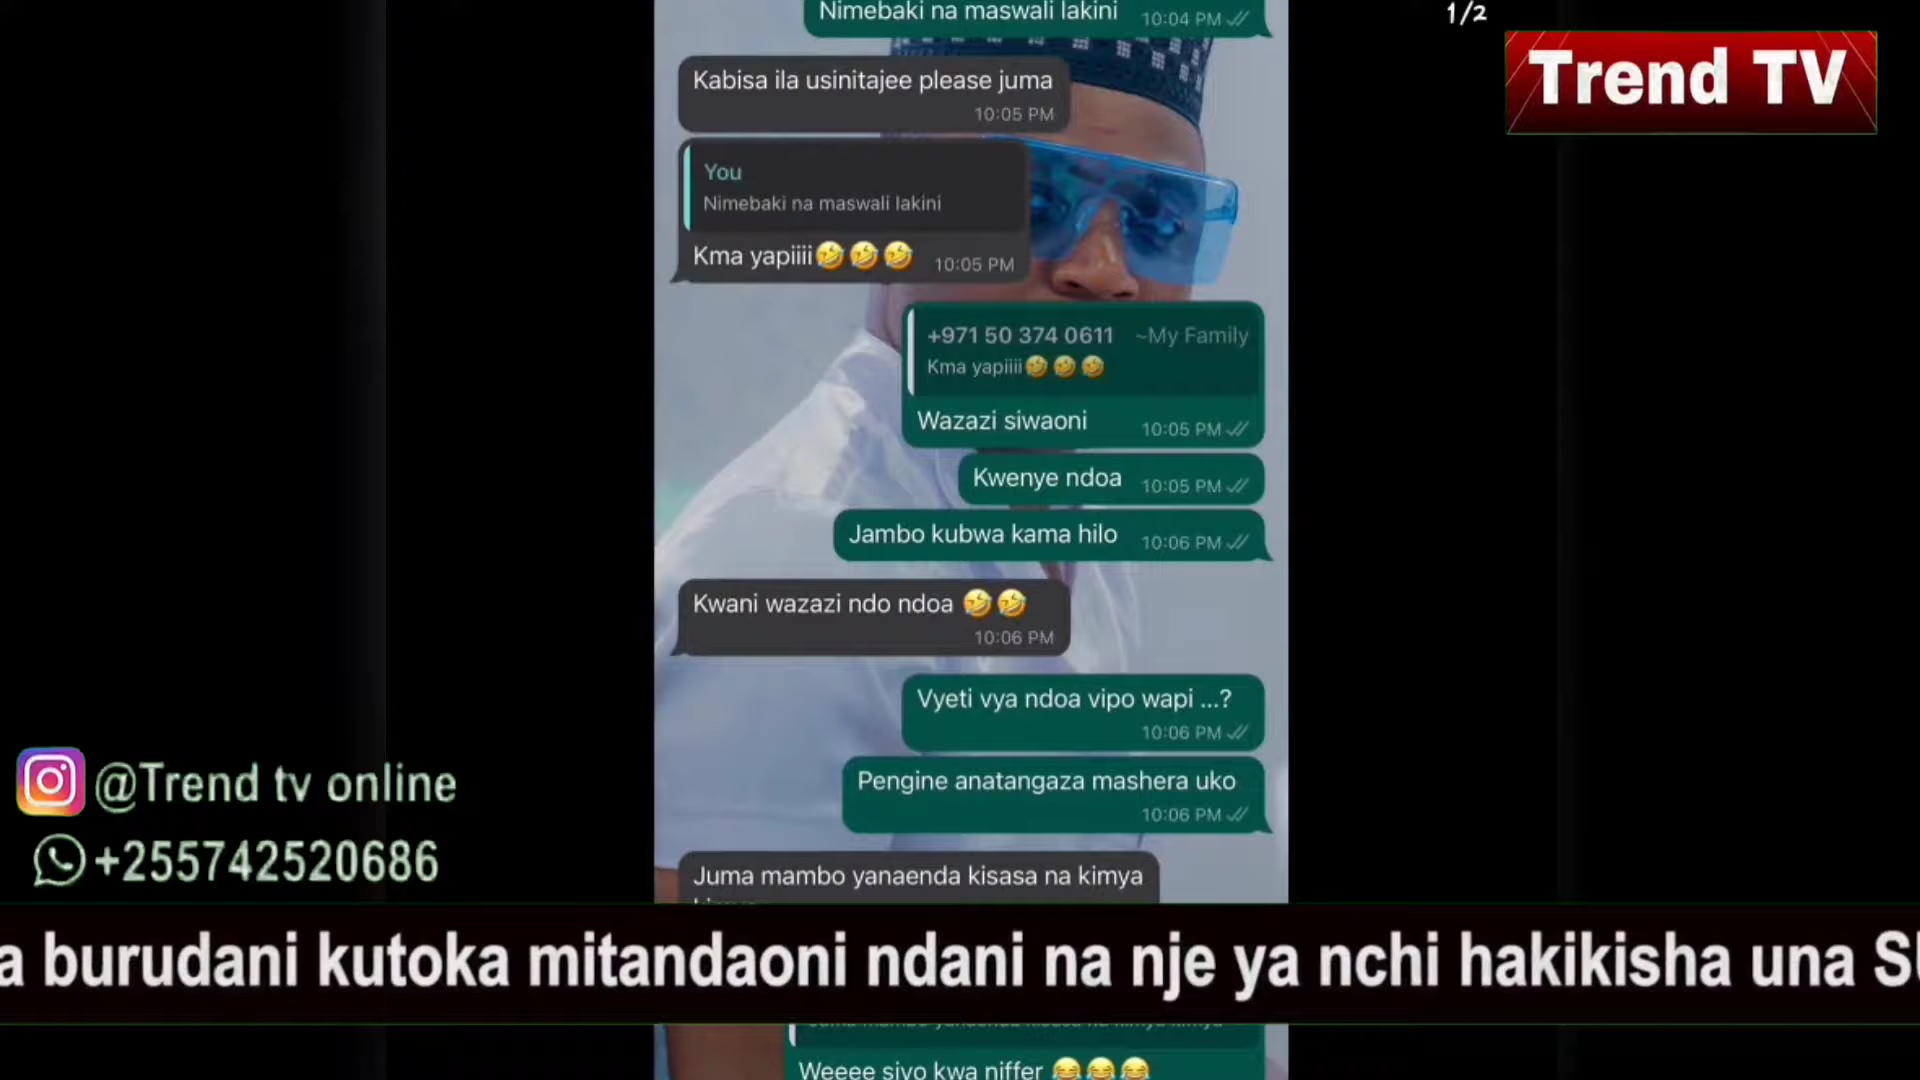 Nimebaki na maswali lakini 10:04 PM
1/2
Trend TV
Kabisa ila usinitajee please juma
10:05 PM
You
Nimebaki na maswali lakini
Kma yapiiii🤣🤣🤣 10:05 PM
+971 50 374 0611 ~My Family
Kma yapiiii🤣🤣🤣
Wazazi siwaoni 10:05 PM
Kwenye ndoa 10:05 PM
Jambo kubwa kama hilo 10:06 PM
Kwani wazazi ndo ndoa 🤣🤣
10:06 PM
Vyeti vya ndoa vipo wapi ...?
10:06 PM
Pengine anatangaza mashera uko
10:06 PM
@Trend tv online
+255742520686
Juma mambo yanaenda kisasa na kimya
a burudani kutoka mitandaoni ndani na nje ya nchi hakikisha una
Weeee siyo kwa niffer 😂😂😂